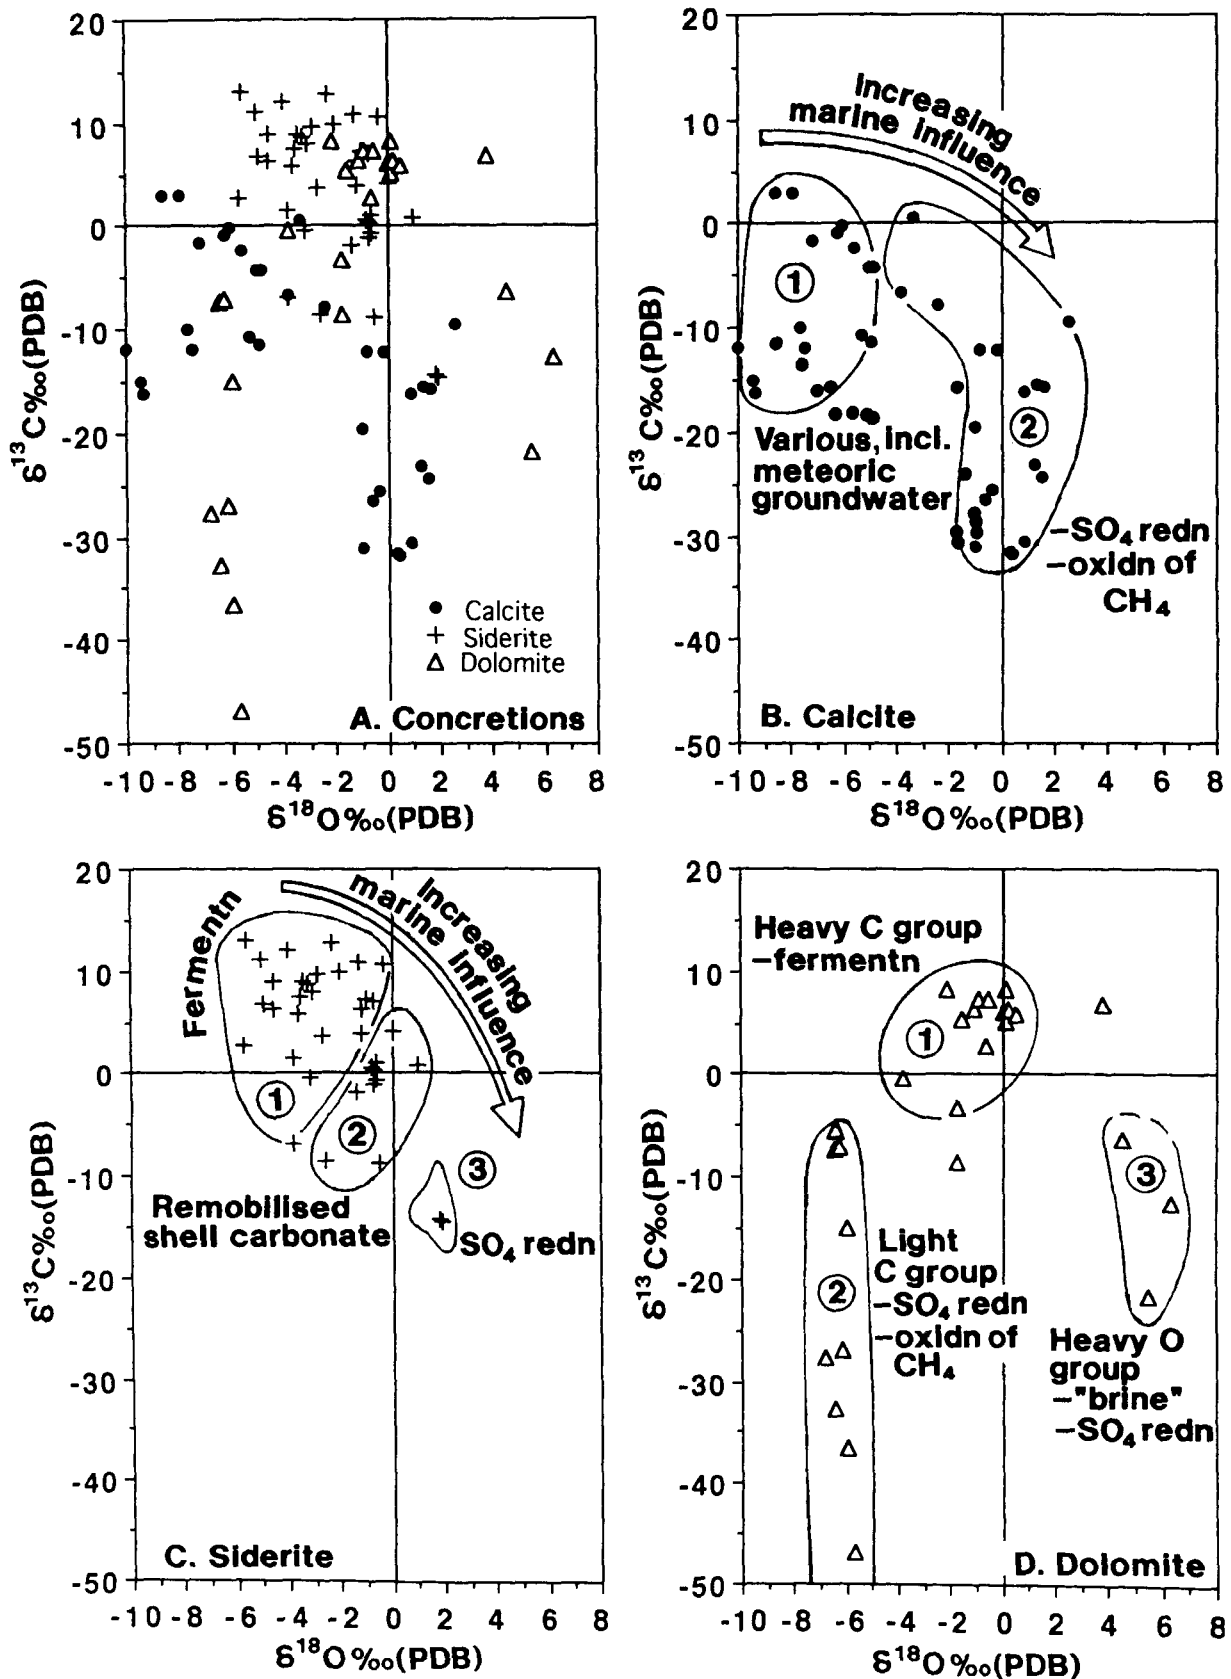 20
10
0
-10
-20
-30
-40
-50
δ13C‰(PDB)
Calcite
Siderite
Dolomite
A. Concretions
-10 -8 -6 -4 -2 0 2 4 6 8
δ18O‰(PDB)
20
10
0
-10
-20
-30
-40
-50
δ13C‰(PDB)
Increasing
marine influence
1
2
Various, incl.
meteoric
groundwater
-SO4 redn
-oxidn of
CH4
B. Calcite
-10 -8 -6 -4 -2 0 2 4 6 8
δ18O‰(PDB)
20
10
0
-10
-20
-30
-40
-50
δ13C‰(PDB)
Fermentn
Increasing
marine influence
1
2
3
Remobilised
shell carbonate
SO4 redn
C. Siderite
-10 -8 -6 -4 -2 0 2 4 6 8
δ18O‰(PDB)
20
10
0
-10
-20
-30
-40
-50
δ13C‰(PDB)
Heavy C group
-fermentn
1
2
3
Light
C group
-SO4 redn
-oxidn of
CH4
Heavy O
group
-"brine"
-SO4 redn
D. Dolomite
-10 -8 -6 -4 -2 0 2 4 6 8
δ18O‰(PDB)